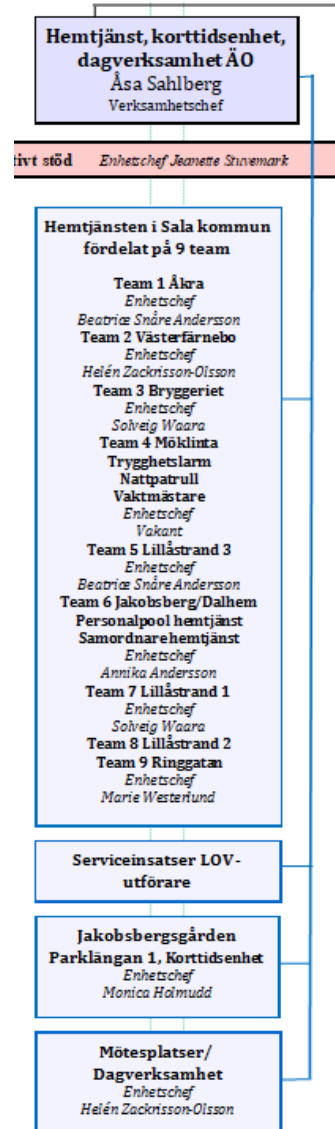 Hemtjänst, korttidsenhet,
dagverksamhet ÄO
Åsa Sahlberg
Verksamhetschef
tivt stöd Enhetschef Jeanette Stuvemark
Hemtjänsten i Sala kommun
fördelat på 9 team
Team 1 Åkra
Enhetschef
Beatrice Snåre Andersson
Team 2 Västerfärnebo
Enhetschef
Helén Zackrisson-Olsson
Team 3 Bryggeriet
Enhetschef
Solveig Waara
Team 4 Möklinta
Trygghetslarm
Nattpatrull
Vaktmästare
Enhetschef
Vakant
Team 5 Lillåstrand 3
Enhetschef
Beatrice Snåre Andersson
Team 6 Jakobsberg/Dalhem
Personalpool hemtjänst
Samordnare hemtjänst
Enhetschef
Annika Andersson
Team 7 Lillåstrand 1
Enhetschef
Solveig Waara
Team 8 Lillåstrand 2
Team 9 Ringgatan
Enhetschef
Marie Westerlund
Serviceinsatser LOV-
utförare
Jakobsbergsgården
Parklängan 1, Korttidsenhet
Enhetschef
Monica Holmudd
Mötesplatser/
Dagverksamhet
Enhetschef
Helén Zackrisson-Olsson